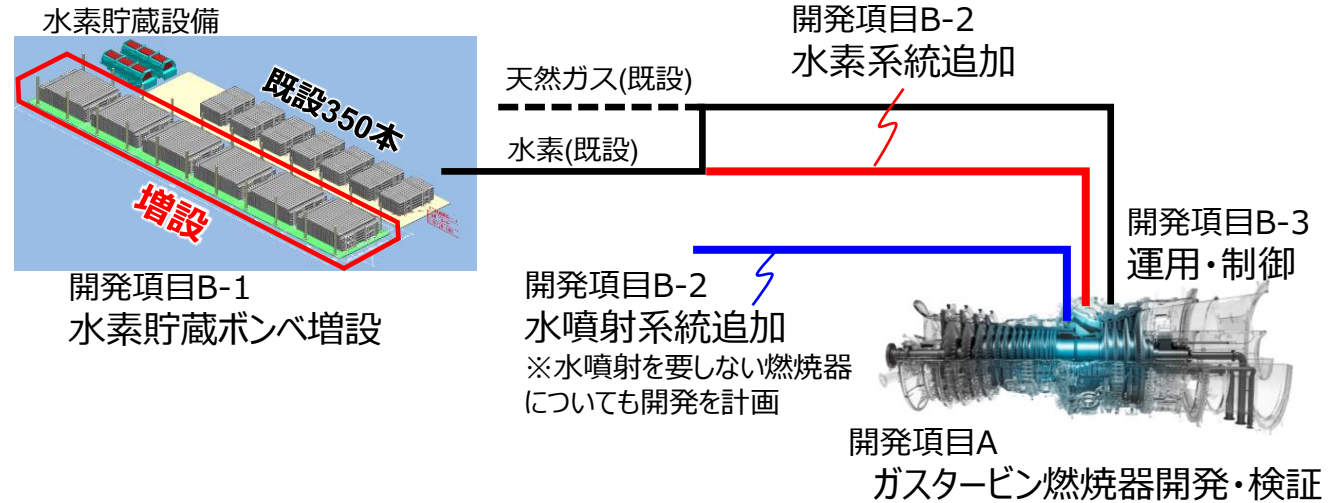 水素貯蔵設備
既設350本
増設
開発項目B-1
水素貯蔵ボンベ増設
天然ガス(既設)
水素(既設)
開発項目B-2
水素系統追加
開発項目B-2
水噴射系統追加
※水噴射を要しない燃焼器
についても開発を計画
開発項目B-3
運用・制御
開発項目A
ガスタービン燃焼器開発・検証